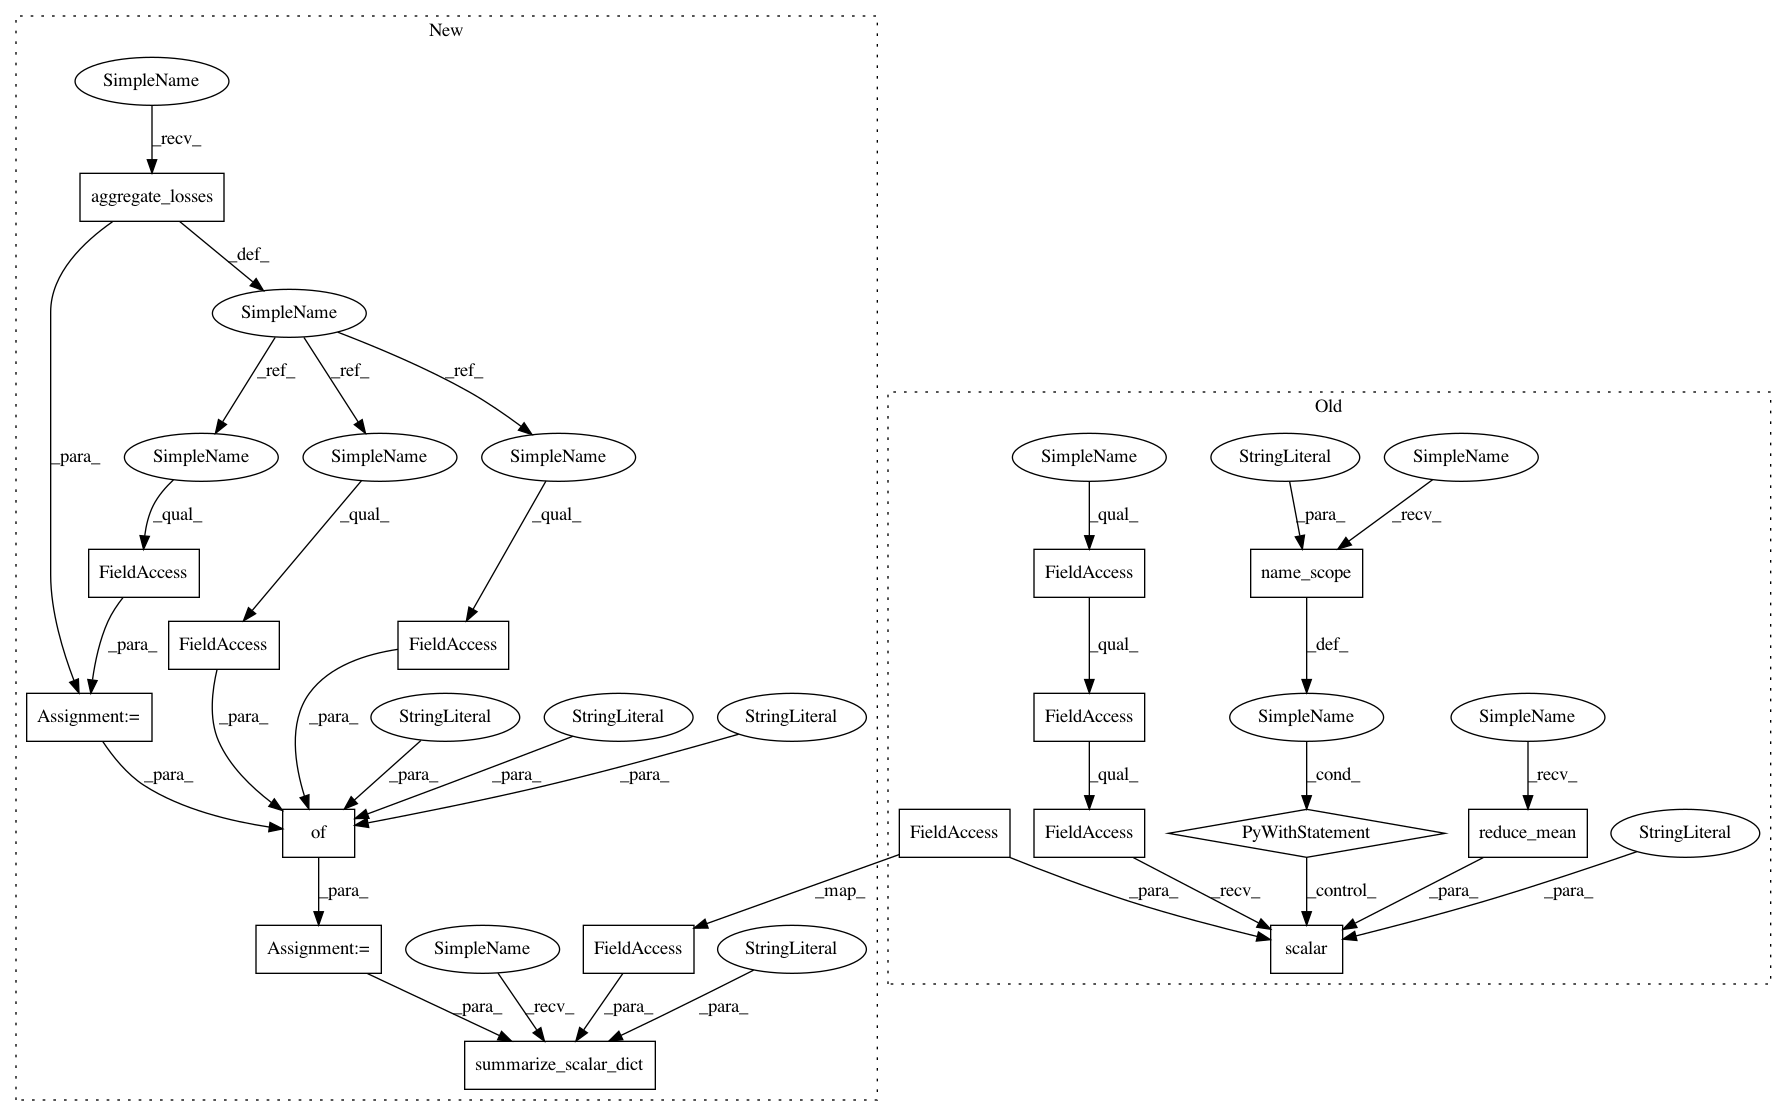 New
SimpleName
_recv_
aggregate_losses
_def_
SimpleName
Old
_ref_ _ref_ _ref_
_para_ SimpleName SimpleName SimpleName SimpleName StringLiteral SimpleName
_qual_ _qual_ _qual_ _qual_ _para_ _recv_
FieldAccess FieldAccess name_scope
_para_ FieldAccess FieldAccess _qual_ _def_
Assignment:= _para_ _para_ StringLiteral StringLiteral StringLiteral FieldAccess SimpleName SimpleName
_para_ _para_ _para_ _para_ _qual_ _cond_ _recv_
of FieldAccess FieldAccess PyWithStatement reduce_mean StringLiteral
_para_ _map_ _para_ _recv_ _control_ _para_ _para_
Assignment:= SimpleName FieldAccess StringLiteral scalar
_para_ _recv_ _para_ _para_
summarize_scalar_dict